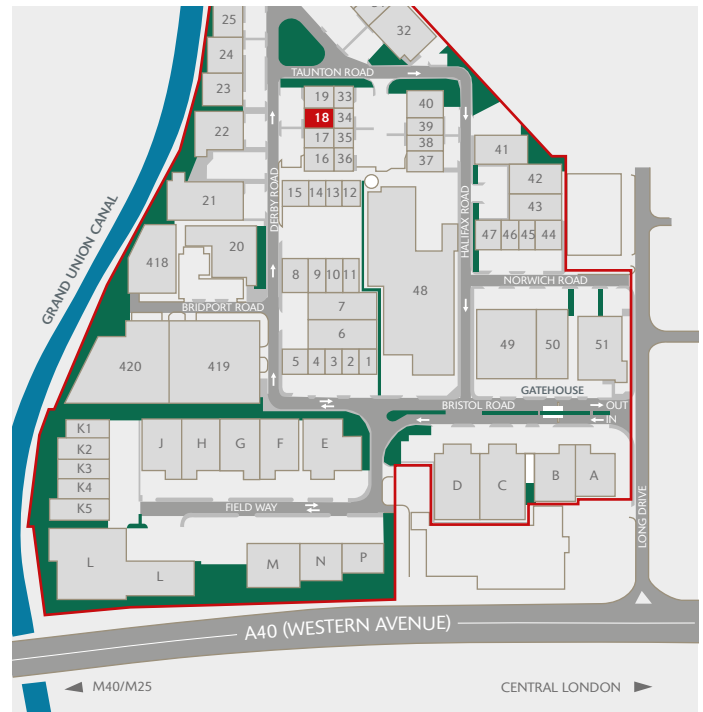 25
32
24
TAUNTON ROAD
23
19 33
40
18 34
22
39
17 35
38
41
16 36
37
42
21
15 14 13 12
43
DERBY ROAD
HALIFAX ROAD
47 46 45 44
20
418
GRAND UNION CANAL
8 9 10 11
48
NORWICH ROAD
BRIDPORT ROAD
7
6
49 50 51
420 419
5 4 3 2 1
GATEHOUSE
BRISTOL ROAD
OUT
IN
K1
K2
K3
K4
K5
J H G F E
D C B A
FIELD WAY
LONG DRIVE
L
L
M N P
A40 (WESTERN AVENUE)
M40/M25
CENTRAL LONDON